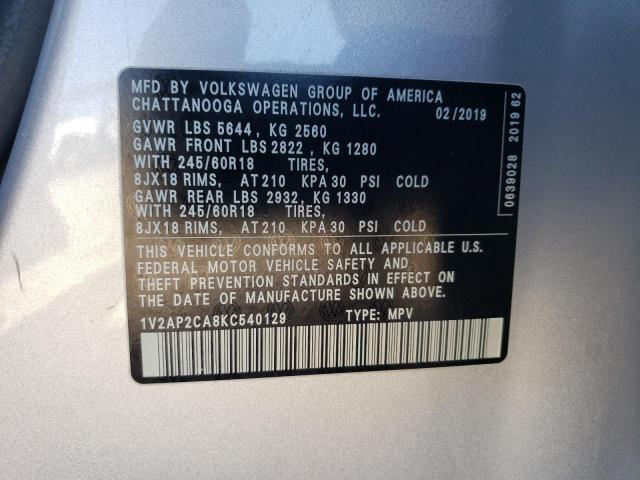 MFD BY VOLKSWAGEN GROUP OF AMERICA
CHATTANOOGA OPERATIONS, LLC. 02/2019
GVWR LBS 5644, KG 2560
GAWR FRONT LBS 2822, KG 1280
WITH 245/60R18 TIRES,
8JX18 RIMS, AT 210 KPA 30 PSI COLD
GAWR REAR LBS 2932, KG 1330
WITH 245/60R18 TIRES,
8JX18 RIMS, AT 210 KPA 30 PSI COLD
THIS VEHICLE CONFORMS TO ALL APPLICABLE U.S.
FEDERAL MOTOR VEHICLE SAFETY AND
THEFT PREVENTION STANDARDS IN EFFECT ON
THE DATE OF MANUFACTURE SHOWN ABOVE.
1V2AP2CA8KC540129 TYPE: MPV
0639028 2019 62